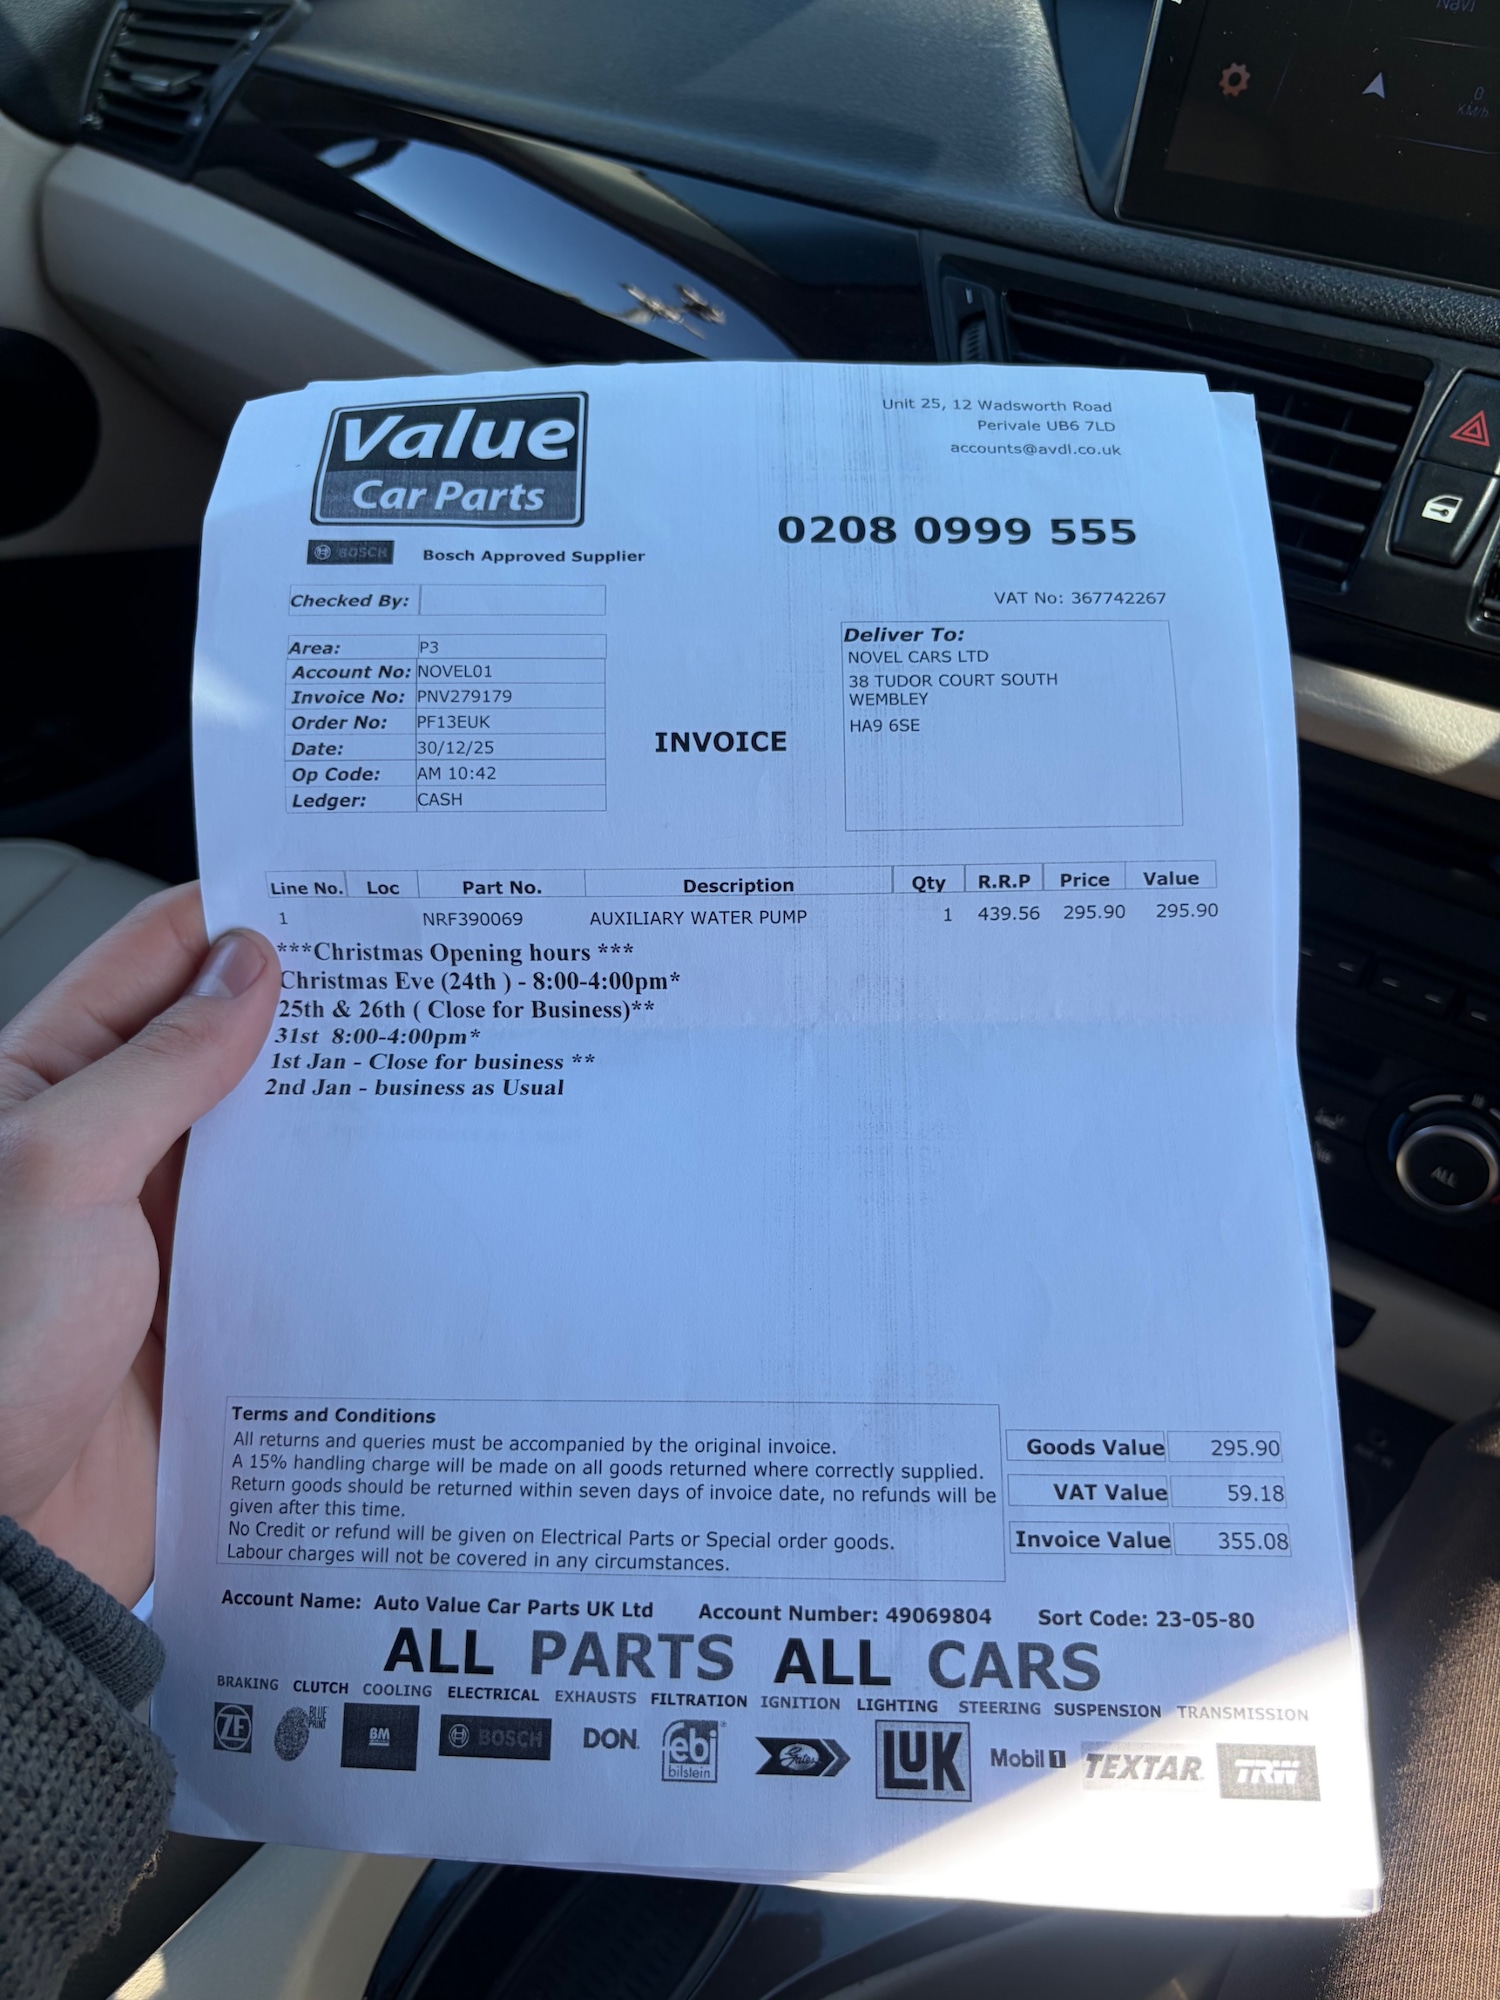 Navi
0
KM/h
Value
Car Parts
Unit 25, 12 Wadsworth Road
Perivale UB6 7LD
accounts@avdl.co.uk
0208 0999 555
BOSCH Bosch Approved Supplier
Checked By:
VAT No: 367742267
Area: P3
Account No: NOVEL01
Invoice No: PNV279179
Order No: PF13EUK
Date: 30/12/25
Op Code: AM 10:42
Ledger: CASH
INVOICE
Deliver To:
NOVEL CARS LTD
38 TUDOR COURT SOUTH
WEMBLEY
HA9 6SE
Line No. Loc Part No. Description Qty R.R.P Price Value
1 NRF390069 AUXILIARY WATER PUMP 1 439.56 295.90 295.90
***Christmas Opening hours ***
Christmas Eve (24th ) - 8:00-4:00pm*
25th & 26th ( Close for Business)**
31st 8:00-4:00pm*
1st Jan - Close for business **
2nd Jan - business as Usual
Terms and Conditions
All returns and queries must be accompanied by the original invoice.
A 15% handling charge will be made on all goods returned where correctly supplied.
Return goods should be returned within seven days of invoice date, no refunds will be
given after this time.
No Credit or refund will be given on Electrical Parts or Special order goods.
Labour charges will not be covered in any circumstances.
Goods Value 295.90
VAT Value 59.18
Invoice Value 355.08
Account Name: Auto Value Car Parts UK Ltd Account Number: 49069804 Sort Code: 23-05-80
ALL PARTS ALL CARS
BRAKING CLUTCH COOLING ELECTRICAL EXHAUSTS FILTRATION IGNITION LIGHTING STEERING SUSPENSION TRANSMISSION
ZF BLUE PRINT BM BOSCH DON. febi bilstein Gates LUK Mobil 1 TEXTAR TRW
ALL